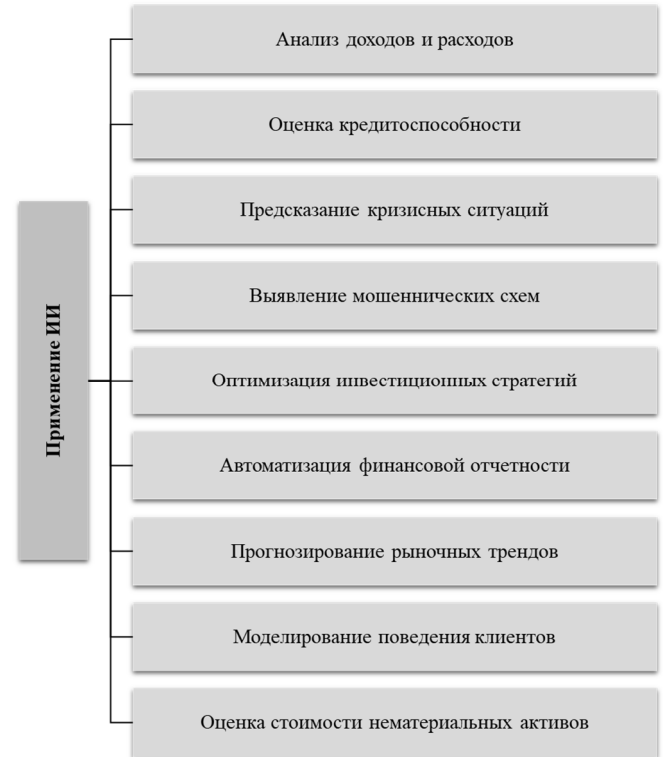 Применение ИИ
Анализ доходов и расходов
Оценка кредитоспособности
Предсказание кризисных ситуаций
Выявление мошеннических схем
Оптимизация инвестиционных стратегий
Автоматизация финансовой отчетности
Прогнозирование рыночных трендов
Моделирование поведения клиентов
Оценка стоимости нематериальных активов